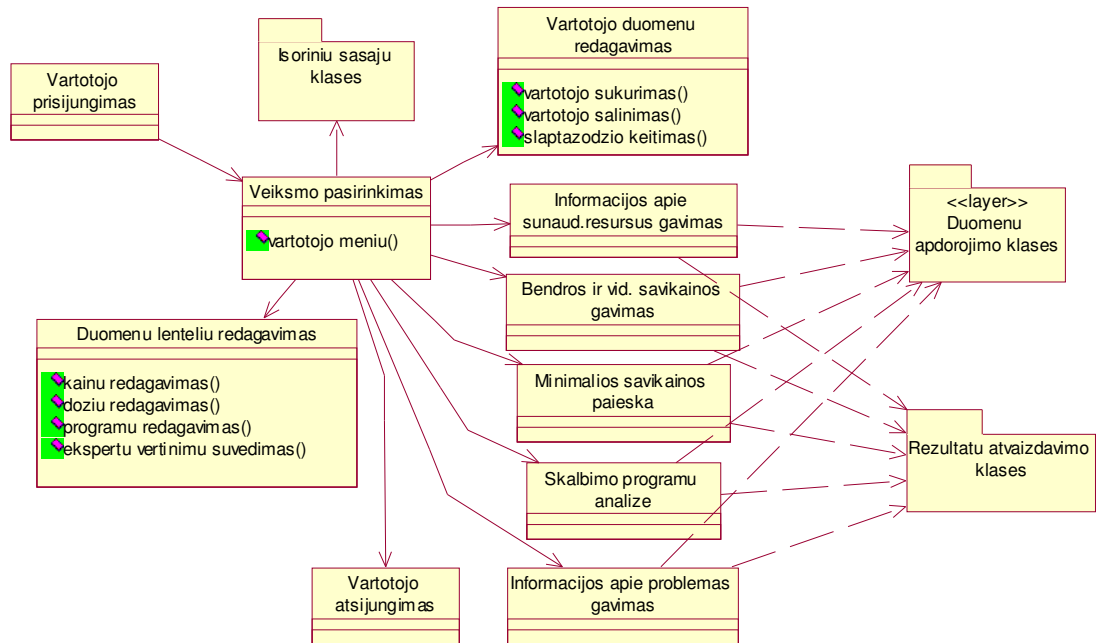 Vartotojo
prisijungimas
Isoriniu sasaju
klases
Vartotojo duomenu
redagavimas
vartotojo sukurimas()
vartotojo salinimas()
slaptazodzio keitimas()
Veiksmo pasirinkimas
vartotojo meniu()
Informacijos apie
sunaud.resursus gavimas
<<layer>>
Duomenu
apdorojimo klases
Bendros ir vid. savikainos
gavimas
Duomenu lenteliu redagavimas
kainu redagavimas()
doziu redagavimas()
programu redagavimas()
ekspertu vertinimu suvedimas()
Minimalios savikainos
paieska
Rezultatu atvaizdavimo
klases
Skalbimo programu
analize
Vartotojo
atsijungimas
Informacijos apie problemas
gavimas